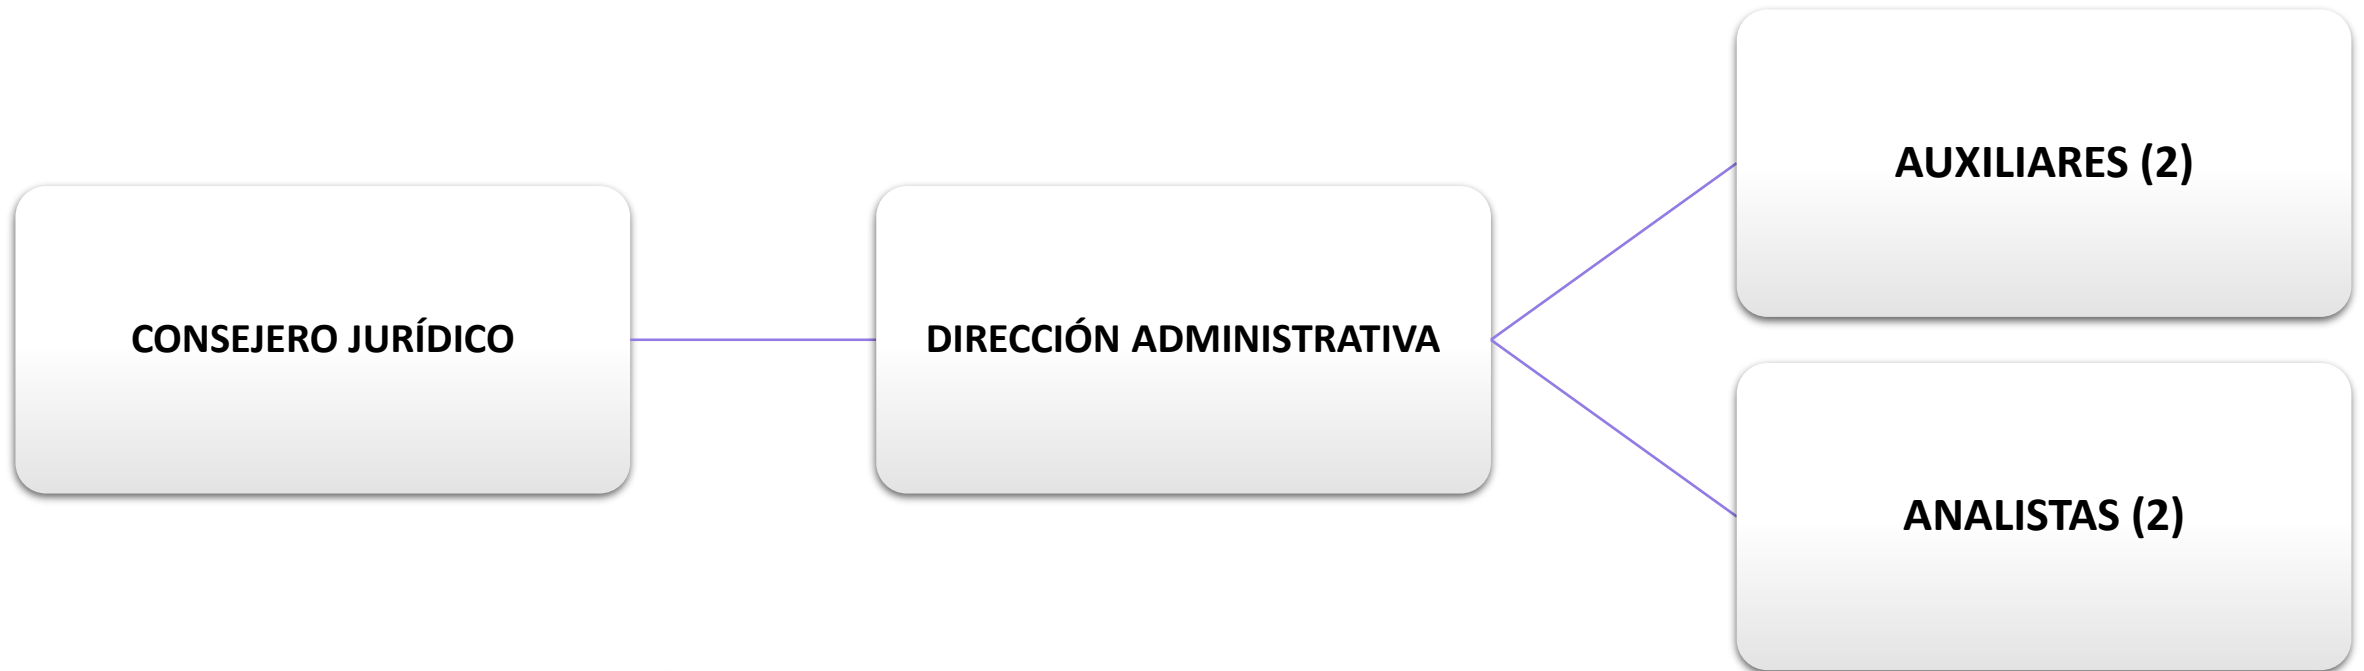 CONSEJERO JURÍDICO
DIRECCIÓN ADMINISTRATIVA
AUXILIARES (2)
ANALISTAS (2)